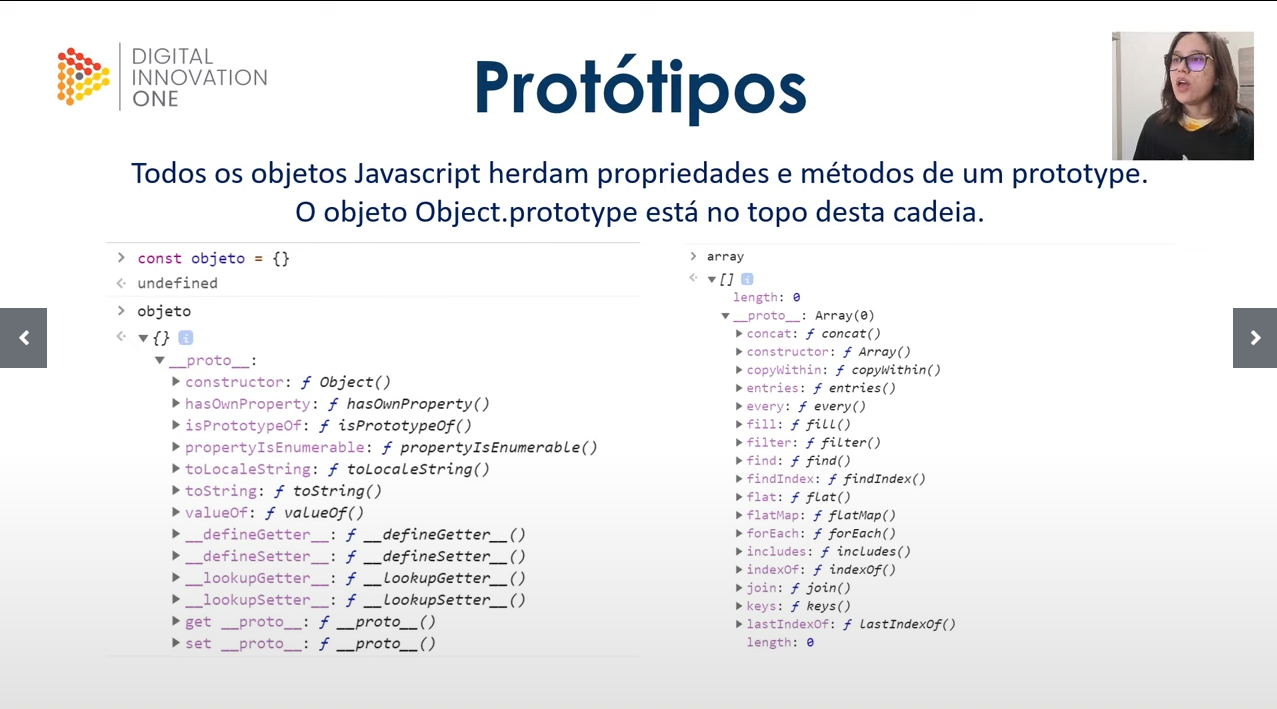 DIGITAL
INNOVATION
ONE
Protótipos
Todos os objetos Javascript herdam propriedades e métodos de um prototype.
O objeto Object.prototype está no topo desta cadeia.
> const objeto = {}
<· undefined
> objeto
<· ▼{} i
▼__proto__:
▶constructor: ƒ Object()
▶hasOwnProperty: ƒ hasOwnProperty()
▶isPrototypeOf: ƒ isPrototypeOf()
▶propertyIsEnumerable: ƒ propertyIsEnumerable()
▶toLocaleString: ƒ toLocaleString()
▶toString: ƒ toString()
▶valueOf: ƒ valueOf()
▶__defineGetter__: ƒ __defineGetter__()
▶__defineSetter__: ƒ __defineSetter__()
▶__lookupGetter__: ƒ __lookupGetter__()
▶__lookupSetter__: ƒ __lookupSetter__()
▶get __proto__: ƒ __proto__()
▶set __proto__: ƒ __proto__()
> array
<· ▼[] i
length: 0
▼__proto__: Array(0)
▶concat: ƒ concat()
▶constructor: ƒ Array()
▶copyWithin: ƒ copyWithin()
▶entries: ƒ entries()
▶every: ƒ every()
▶fill: ƒ fill()
▶filter: ƒ filter()
▶find: ƒ find()
▶findIndex: ƒ findIndex()
▶flat: ƒ flat()
▶flatMap: ƒ flatMap()
▶forEach: ƒ forEach()
▶includes: ƒ includes()
▶indexOf: ƒ indexOf()
▶join: ƒ join()
▶keys: ƒ keys()
▶lastIndexOf: ƒ lastIndexOf()
length: 0